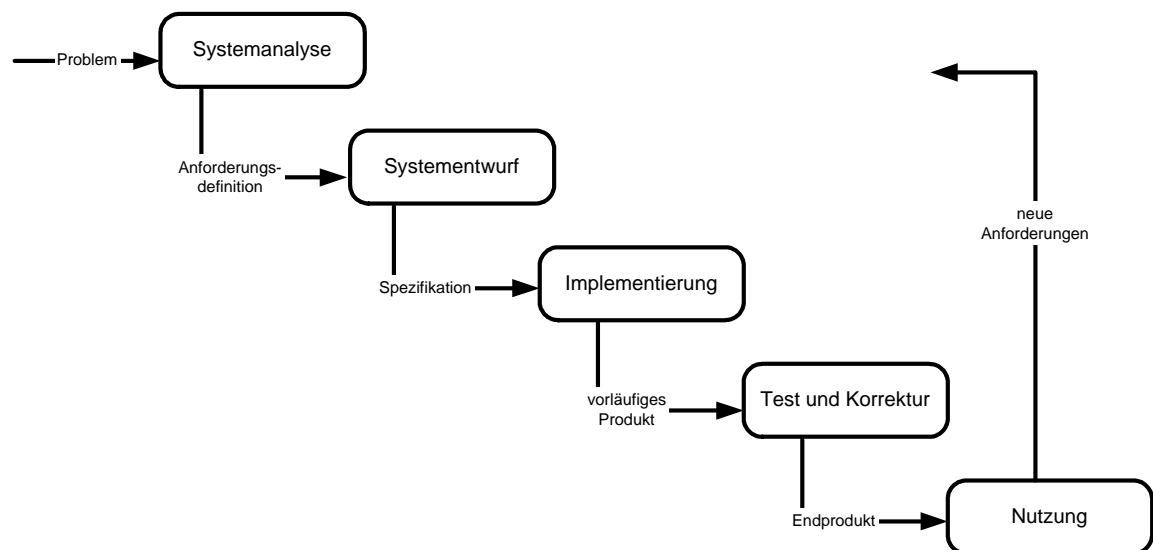 Systemanalyse
Problem
Anforderungs-
definition
Systementwurf
neue
Anforderungen
Spezifikation
Implementierung
vorläufiges
Produkt
Test und Korrektur
Endprodukt
Nutzung